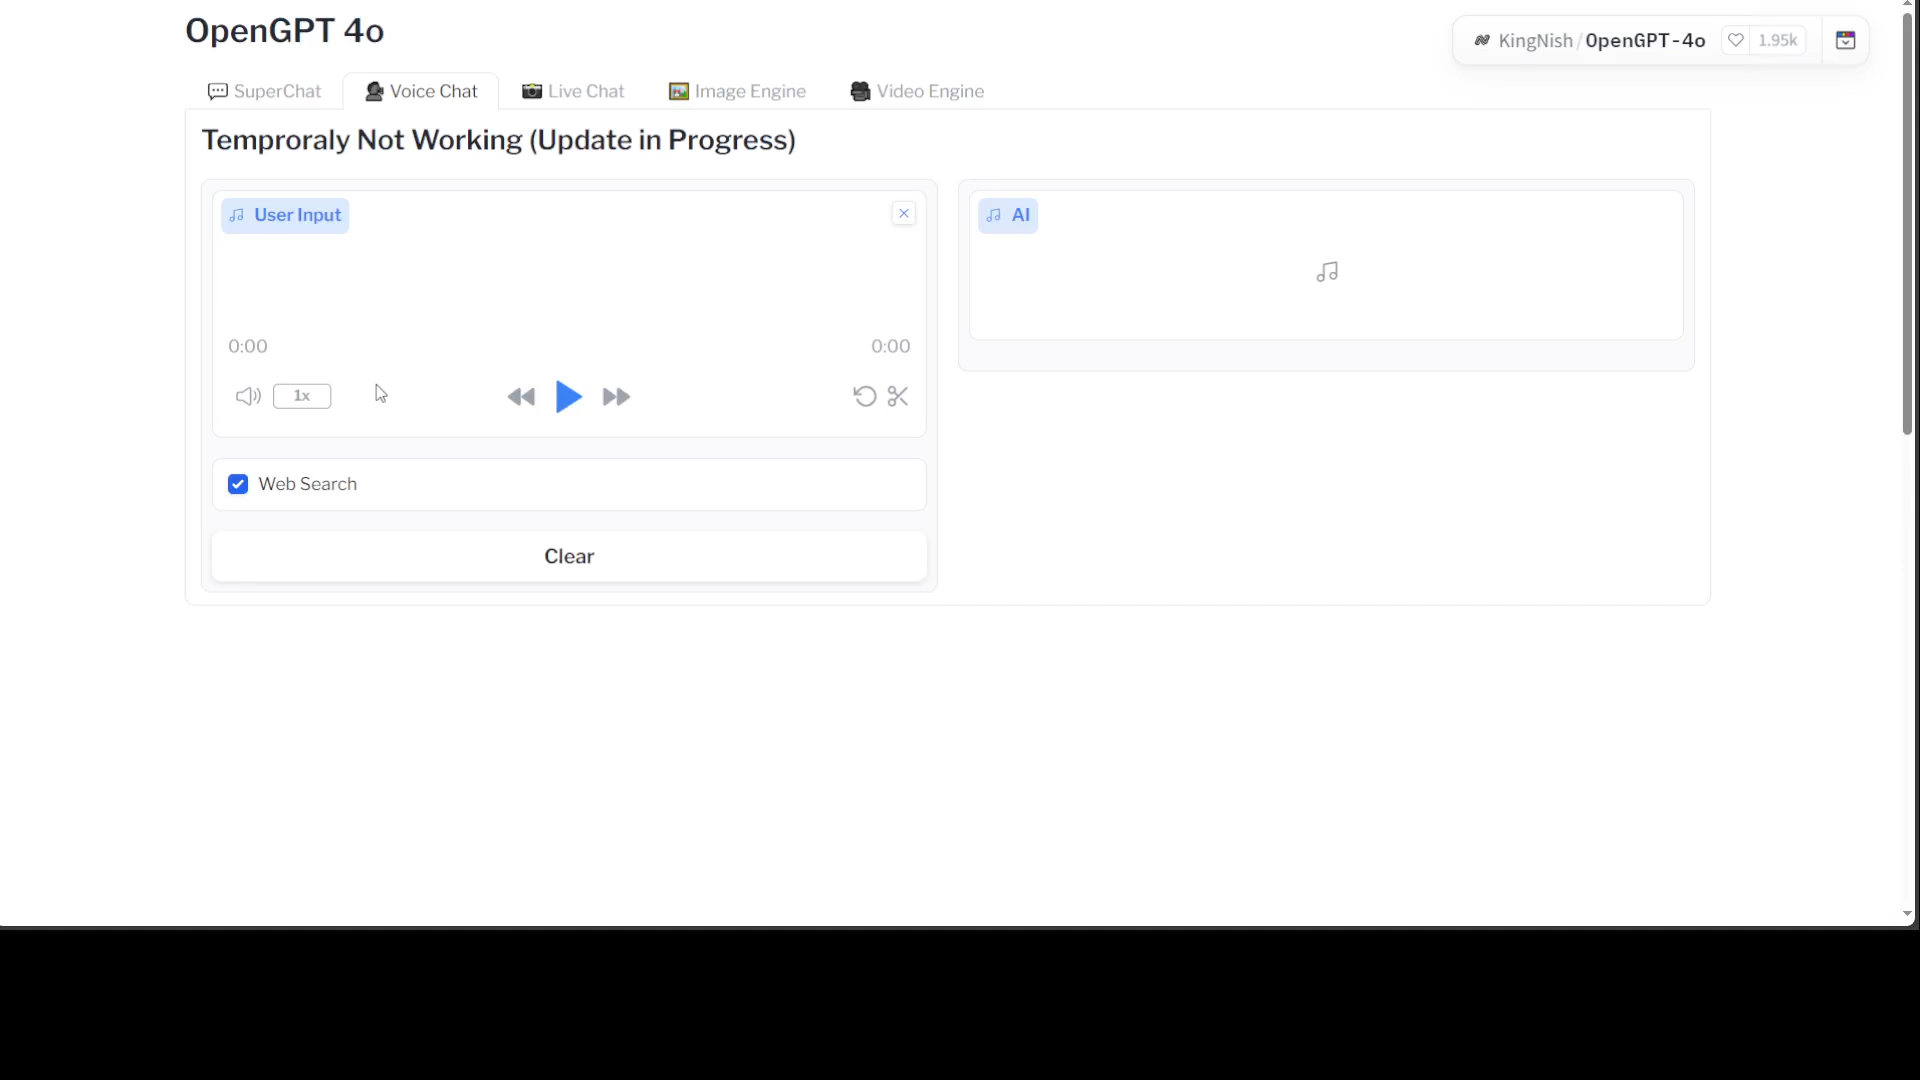 OpenGPT 4o
KingNish/OpenGPT-4o 1.95k
SuperChat Voice Chat Live Chat Image Engine Video Engine
Temproraly Not Working (Update in Progress)
User Input
AI
0:00 0:00
1x
Web Search
Clear